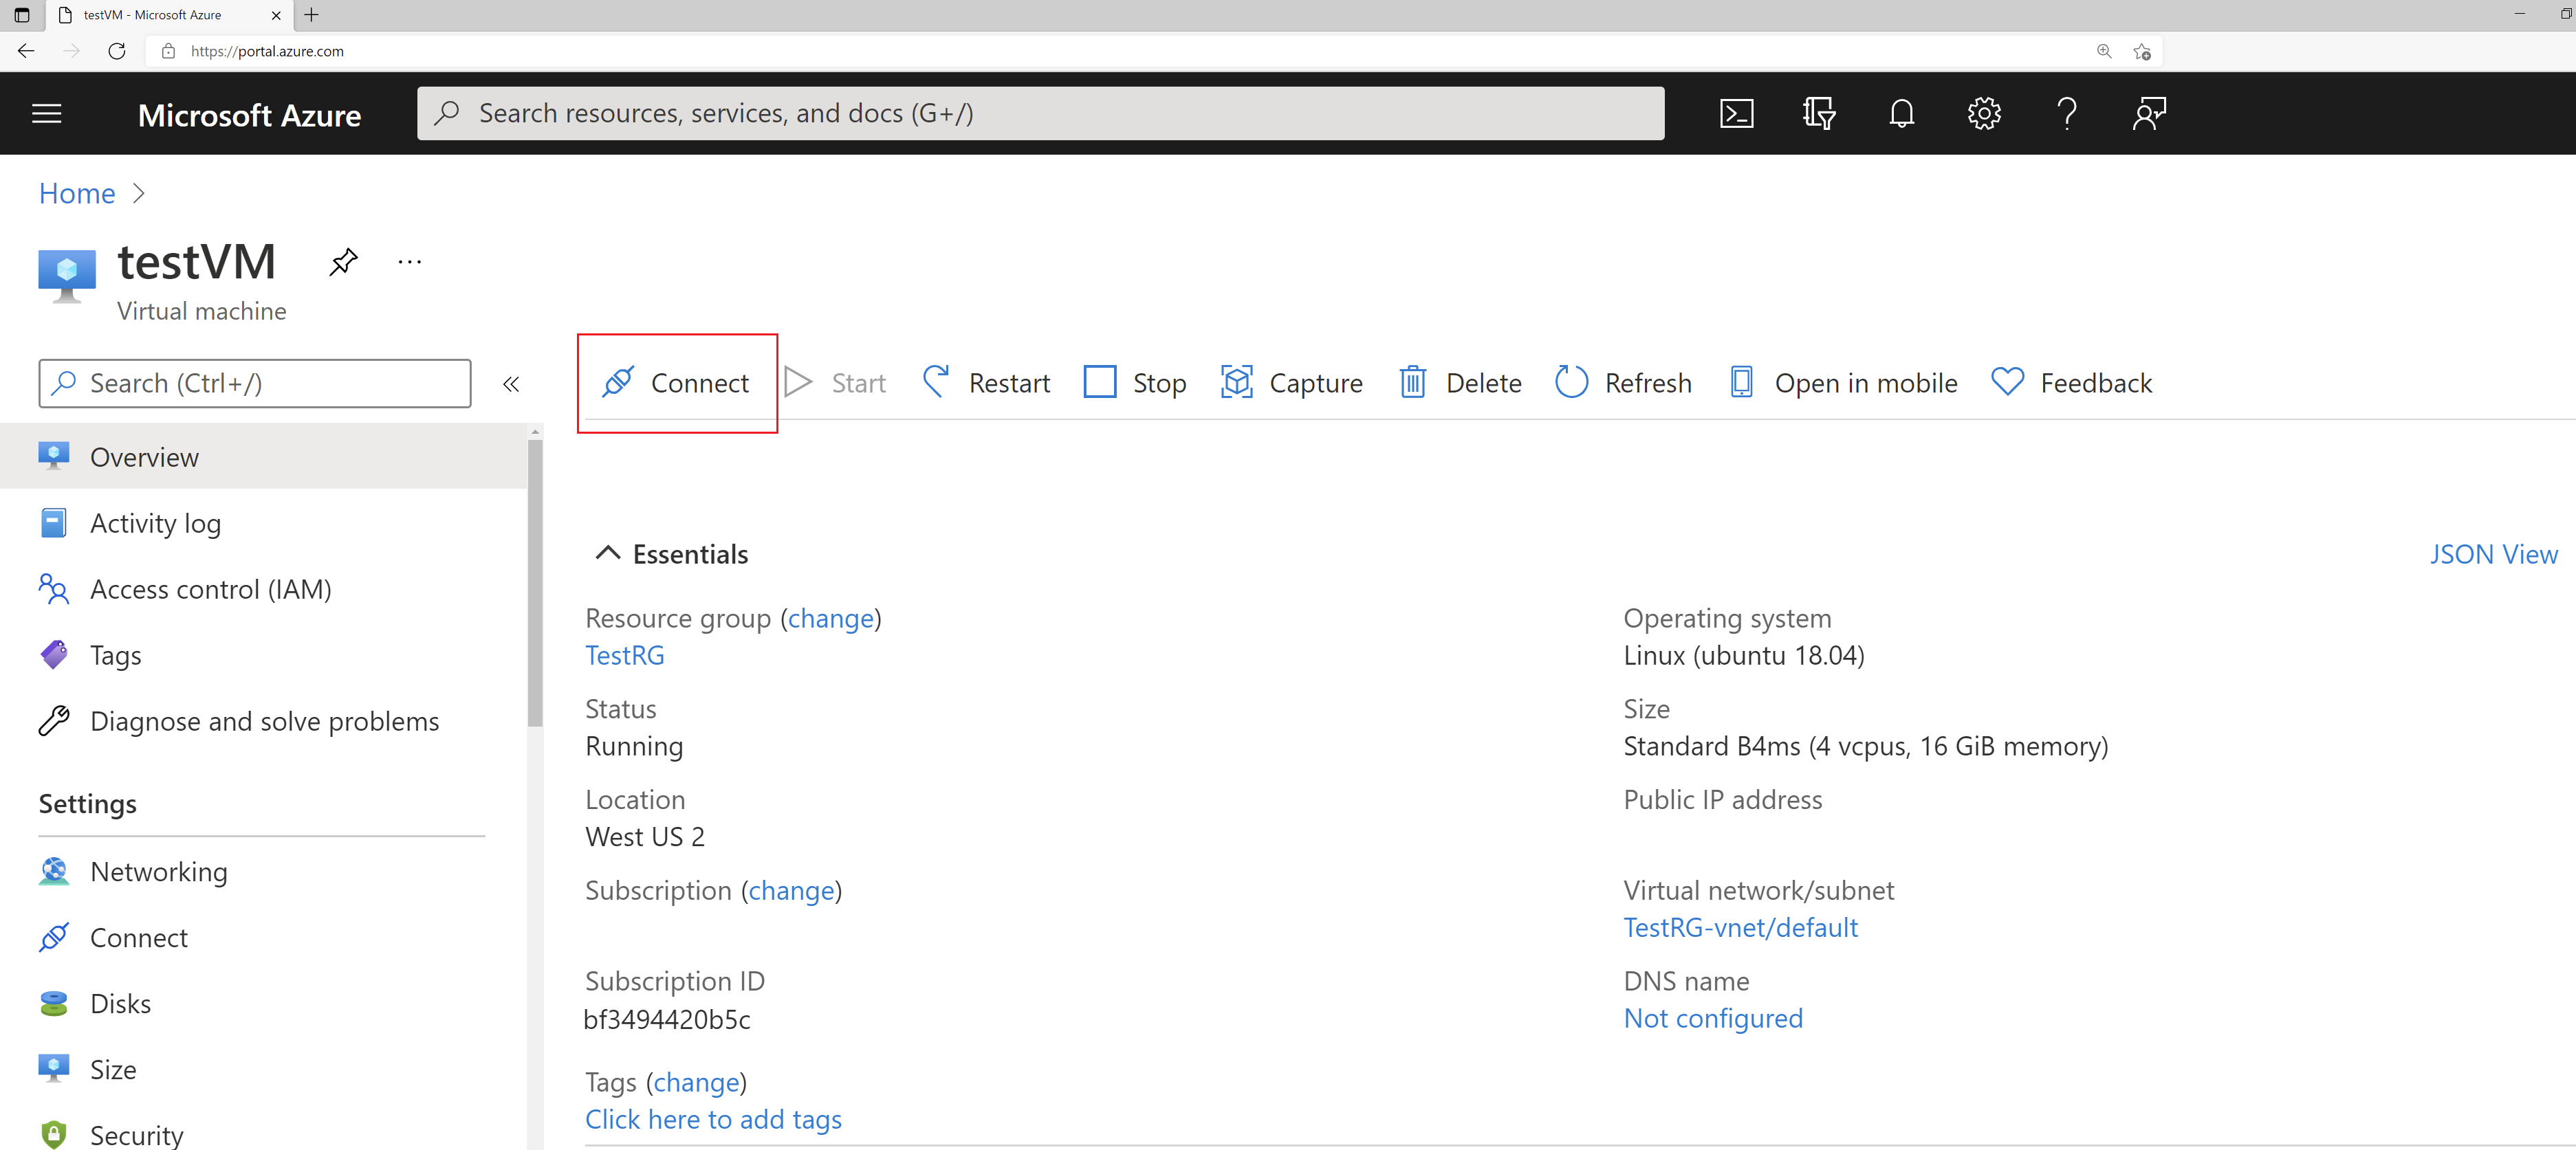 testVM - Microsoft Azure
https://portal.azure.com
Microsoft Azure
Search resources, services, and docs (G+/)
Home
testVM
Virtual machine
Search (Ctrl+/)
Connect
Start
Restart
Stop
Capture
Delete
Refresh
Open in mobile
Feedback
Overview
Activity log
Access control (IAM)
Tags
Diagnose and solve problems
Settings
Networking
Connect
Disks
Size
Security
Essentials
JSON View
Resource group (change)
TestRG
Status
Running
Location
West US 2
Subscription (change)
Subscription ID
bf3494420b5c
Tags (change)
Click here to add tags
Operating system
Linux (ubuntu 18.04)
Size
Standard B4ms (4 vcpus, 16 GiB memory)
Public IP address
Virtual network/subnet
TestRG-vnet/default
DNS name
Not configured